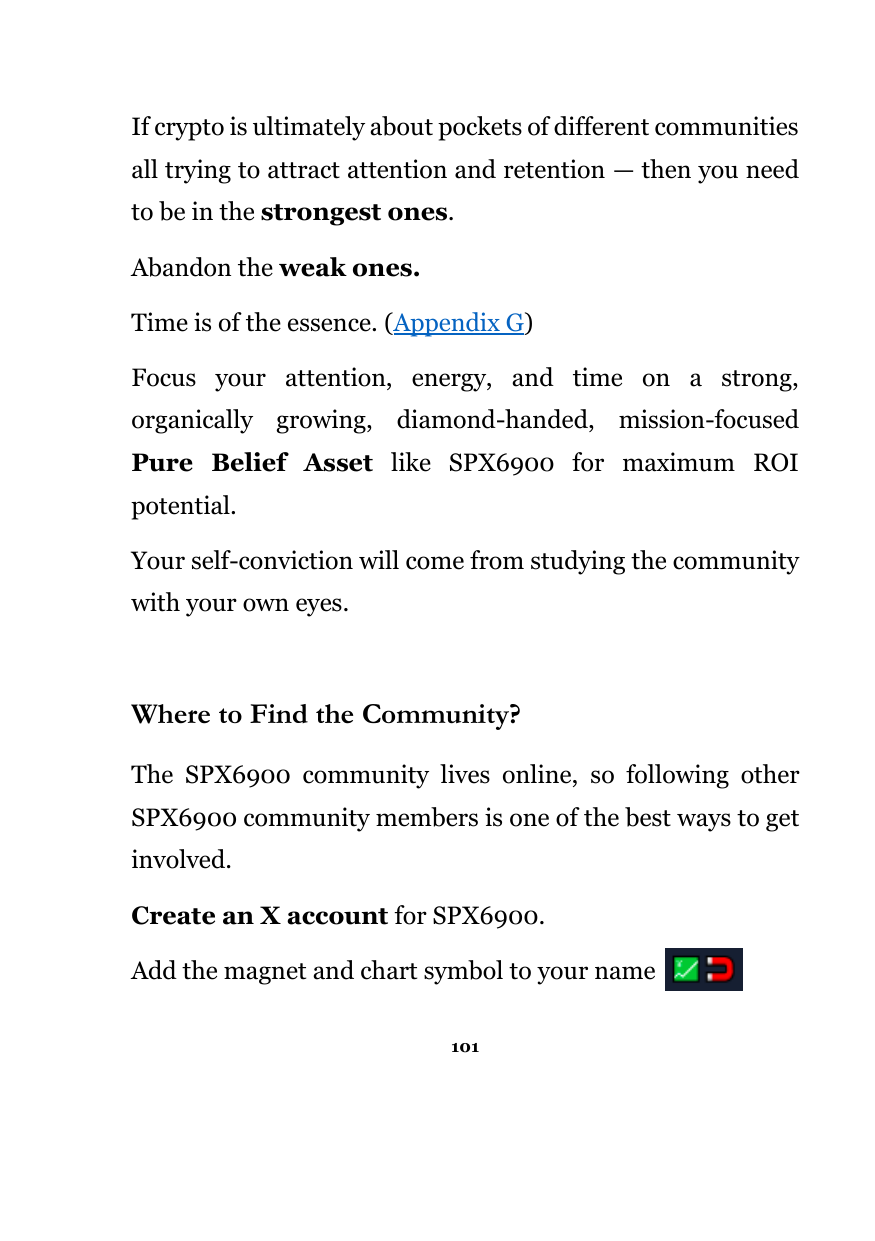 If crypto is ultimately about pockets of different communities
all trying to attract attention and retention — then you need
to be in the strongest ones.
Abandon the weak ones.
Time is of the essence. (Appendix G)
Focus your attention, energy, and time on a strong,
organically growing, diamond-handed, mission-focused
Pure Belief Asset like SPX6900 for maximum ROI
potential.
Your self-conviction will come from studying the community
with your own eyes.
Where to Find the Community?
The SPX6900 community lives online, so following other
SPX6900 community members is one of the best ways to get
involved.
Create an X account for SPX6900.
Add the magnet and chart symbol to your name
101